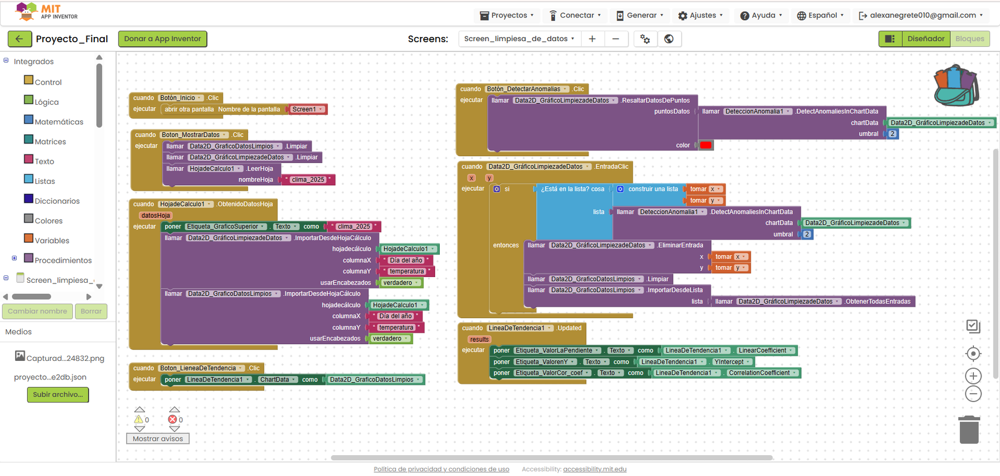 MIT
APP INVENTOR
Proyectos
Conectar
Generar
Ajustes
Ayuda
Español
alexanegrete010@gmail.com
Proyecto_Final
Donar a App Inventor
Screens:
Screen_limpiesa_de_datos
Diseñador
Bloques
Integrados
Control
Lógica
Matemáticas
Matrices
Texto
Listas
Diccionarios
Colores
Variables
Procedimientos
Screen_limpiesa_
Cambiar nombre
Borrar
Medios
Capturad...24832.png
proyecto...e2db.json
Subir archivo...
cuando Botón_Inicio .Clic
ejecutar abrir otra pantalla Nombre de la pantalla Screen1
cuando Boton_MostrarDatos .Clic
ejecutar llamar Data2D_GraficoDatosLimpios .Limpiar
llamar Data2D_GráficoLimpiezadeDatos .Limpiar
llamar HojadeCalculo1 .LeerHoja
nombreHoja " clima_2025 "
cuando HojadeCalculo1 .ObtenidoDatosHoja
datosHoja
ejecutar poner Etiqueta_GraficoSuperior . Texto como " clima_2025 "
llamar Data2D_GráficoLimpiezadeDatos .ImportarDesdeHojaCálculo
hojadecálculo HojadeCalculo1
columnaX " Día del año "
columnaY " temperatura "
usarEncabezados verdadero
llamar Data2D_GraficoDatosLimpios .ImportarDesdeHojaCálculo
hojadecálculo HojadeCalculo1
columnaX " Día del año "
columnaY " temperatura "
usarEncabezados verdadero
cuando Boton_LieneaDeTendencia .Clic
ejecutar poner LineaDeTendencia1 . ChartData como Data2D_GraficoDatosLimpios
cuando Botón_DetectarAnomalias .Clic
ejecutar llamar Data2D_GráficoLimpiezadeDatos .ResaltarDatosDePuntos
puntosDatos llamar DeteccionAnomalia1 .DetectAnomaliesInChartData
chartData Data2D_GráficoLimpiezadeDatos
umbral 2
color
cuando Data2D_GráficoLimpiezadeDatos .EntradaClic
x y
ejecutar si ¿Está en la lista? cosa construir una lista tomar x
tomar y
lista llamar DeteccionAnomalia1 .DetectAnomaliesInChartData
chartData Data2D_GráficoLimpiezadeDatos
umbral 2
entonces llamar Data2D_GráficoLimpiezadeDatos .EliminarEntrada
x tomar x
y tomar y
llamar Data2D_GraficoDatosLimpios .Limpiar
llamar Data2D_GraficoDatosLimpios .ImportarDesdeLista
lista llamar Data2D_GráficoLimpiezadeDatos .ObtenerTodasEntradas
cuando LineaDeTendencia1 .Updated
results
ejecutar poner Etiqueta_ValorLaPendiente . Texto como LineaDeTendencia1 . LinearCoefficient
poner Etiqueta_ValorenY . Texto como LineaDeTendencia1 . YIntercept
poner Etiqueta_ValorCor_coef . Texto como LineaDeTendencia1 . CorrelationCoefficient
0 0
Mostrar avisos
Política de privacidad y condiciones de uso Accessibility: accessibility.mit.edu